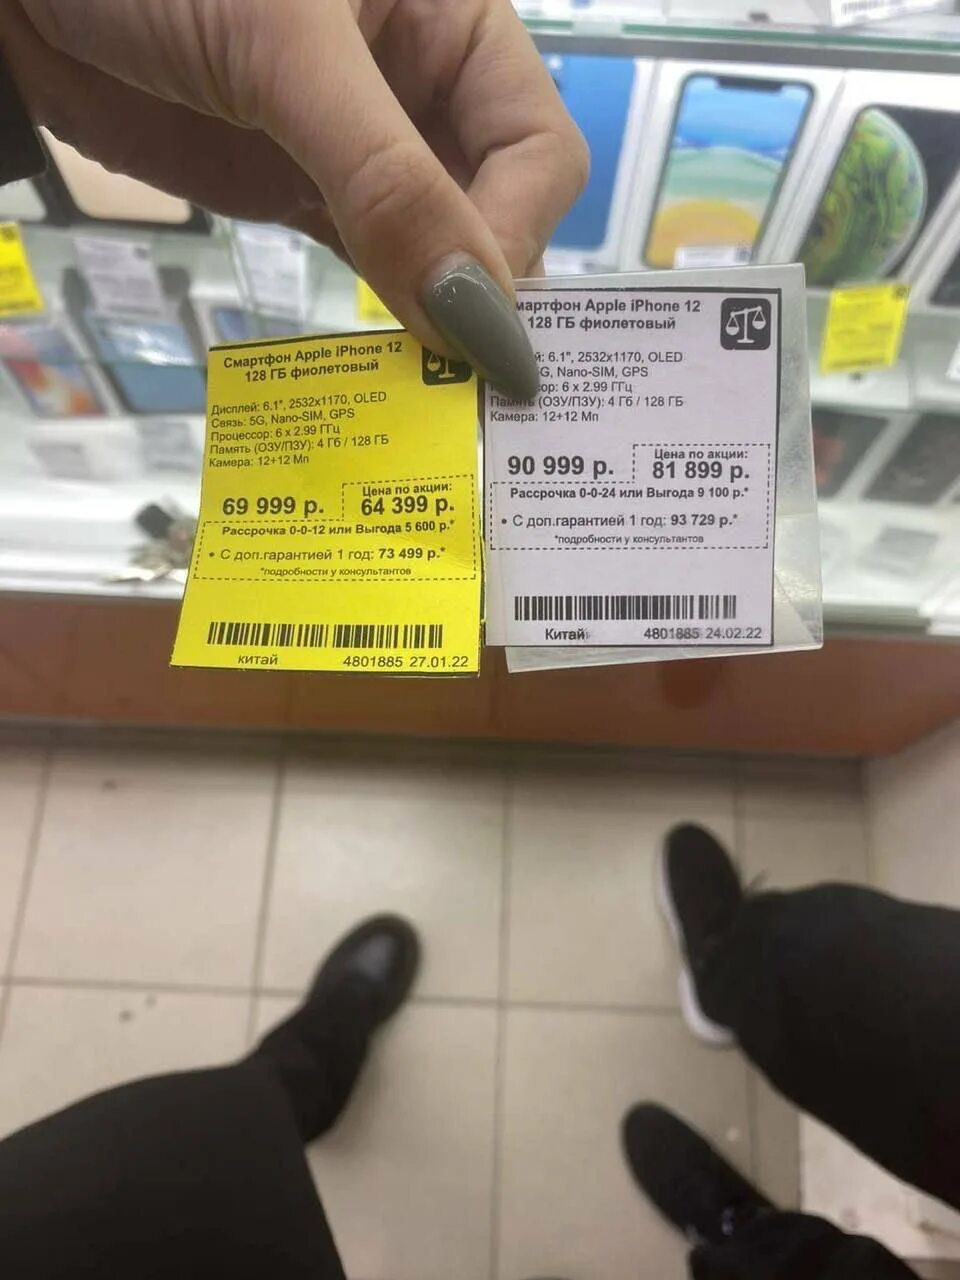 Смартфон Apple iPhone 12
128 ГБ фиолетовый
Дисплей: 6.1", 2532x1170, OLED
Связь: 5G, Nano-SIM, GPS
Процессор: 6 x 2.99 ГГц
Память (ОЗУ/ПЗУ): 4 Гб / 128 ГБ
Камера: 12+12 Мп
69 999 р.
Цена по акции:
64 399 р.
Рассрочка 0-0-12 или Выгода 5 600 р.*
• С доп.гарантией 1 год: 73 499 р.*
*подробности у консультантов
китай 4801885 27.01.22
мартфон Apple iPhone 12
128 ГБ фиолетовый
й: 6.1", 2532x1170, OLED
G, Nano-SIM, GPS
ор: 6 x 2.99 ГГц
Память (ОЗУ/ПЗУ): 4 Гб / 128 ГБ
Камера: 12+12 Мп
90 999 р.
Цена по акции:
81 899 р.
Рассрочка 0-0-24 или Выгода 9 100 р.*
• С доп.гарантией 1 год: 93 729 р.*
*подробности у консультантов
Китай 4801885 24.02.22